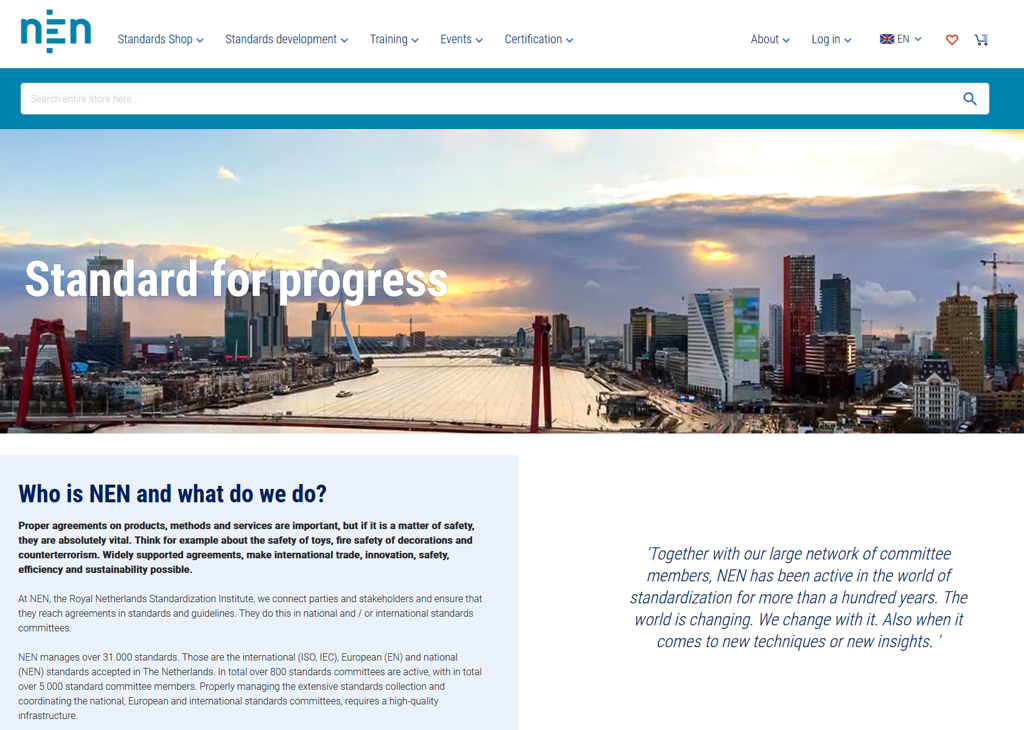 nen
Standards Shop
Standards development
Training
Events
Certification
About
Log in
EN
Search entire store here...
Standard for progress
Who is NEN and what do we do?
Proper agreements on products, methods and services are important, but if it is a matter of safety,
they are absolutely vital. Think for example about the safety of toys, fire safety of decorations and
counterterrorism. Widely supported agreements, make international trade, innovation, safety,
efficiency and sustainability possible.
At NEN, the Royal Netherlands Standardization Institute, we connect parties and stakeholders and ensure that
they reach agreements in standards and guidelines. They do this in national and / or international standards
committees.
NEN manages over 31.000 standards. Those are the international (ISO, IEC), European (EN) and national
(NEN) standards accepted in The Netherlands. In total over 800 standards committees are active, with in total
over 5.000 standard committee members. Properly managing the extensive standards collection and
coordinating the national, European and international standards committees, requires a high-quality
infrastructure.
'Together with our large network of committee
members, NEN has been active in the world of
standardization for more than a hundred years. The
world is changing. We change with it. Also when it
comes to new techniques or new insights. '